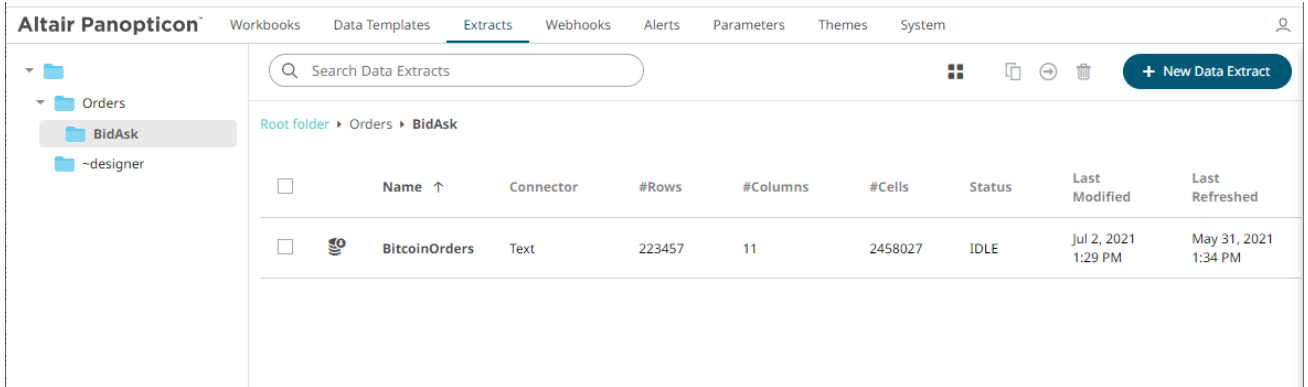 Altair Panopticon™ Workbooks Data Templates Extracts Webhooks Alerts Parameters Themes System
Search Data Extracts
+ New Data Extract
Orders
BidAsk
~designer
Root folder Orders BidAsk
Name ↑ Connector #Rows #Columns #Cells Status Last Modified Last Refreshed
BitcoinOrders Text 223457 11 2458027 IDLE Jul 2, 2021 1:29 PM May 31, 2021 1:34 PM